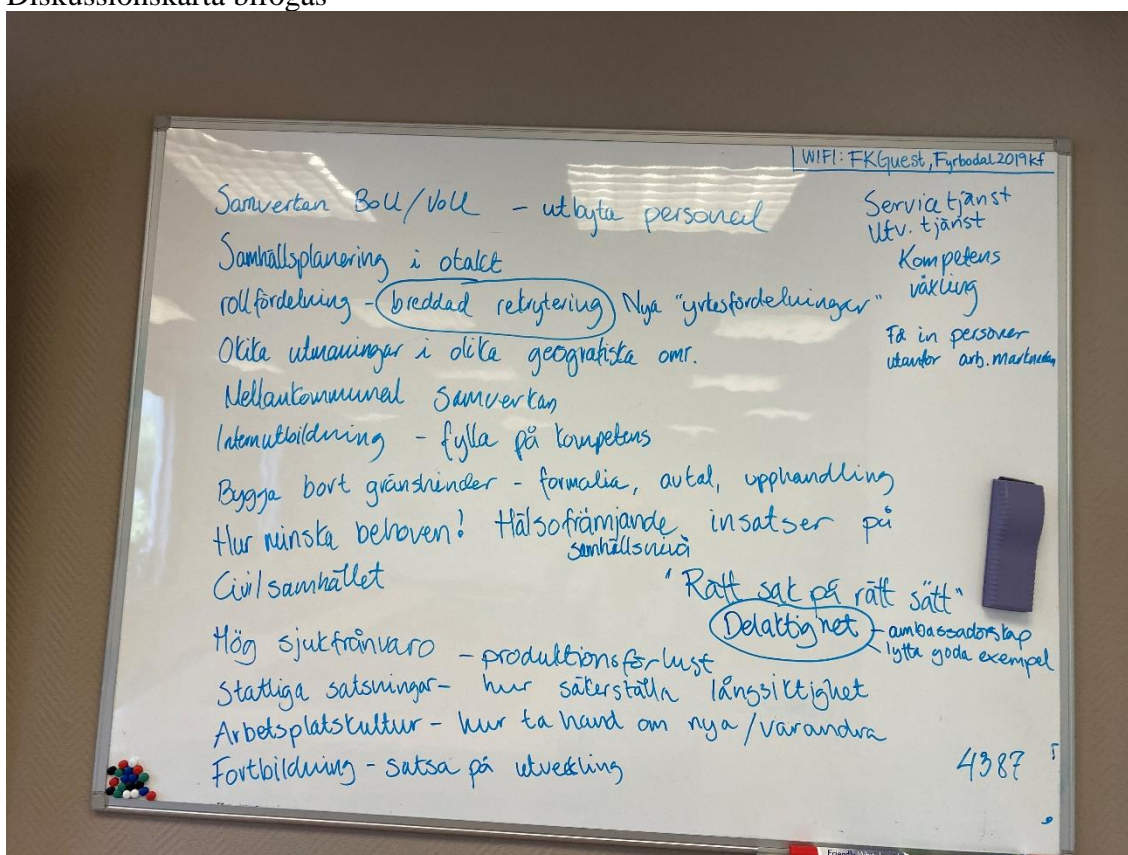 Diskussionskarta bifogas
WIFI: FKGuest, Fyrbodal2019kf
Samverkan BoU/VoU - utbyta personal
Servicetjänst
Utv. tjänst
Samhällsplanering i otakt
Kompetens
växling
rollfördelning - breddad rekrytering Nya "yrkesfördelningar"
Få in personer
utanför arb.marknaden
Olika utmaningar i olika geografiska omr.
Mellankommunal samverkan
Internutbildning - fylla på kompetens
Bygga bort gränshinder - formalia, avtal, upphandling
Hur minska behoven! Hälsofrämjande insatser på
samhällsnivå
Civilsamhället
"Rätt sak på rätt sätt"
Delaktighet - ambassadörskap
lyfta goda exempel
Hög sjukfrånvaro - produktionsförlust
Statliga satsningar - hur säkerställa långsiktighet
Arbetsplatskultur - hur ta hand om nya/varandra
Fortbildning - satsa på utveckling
4387